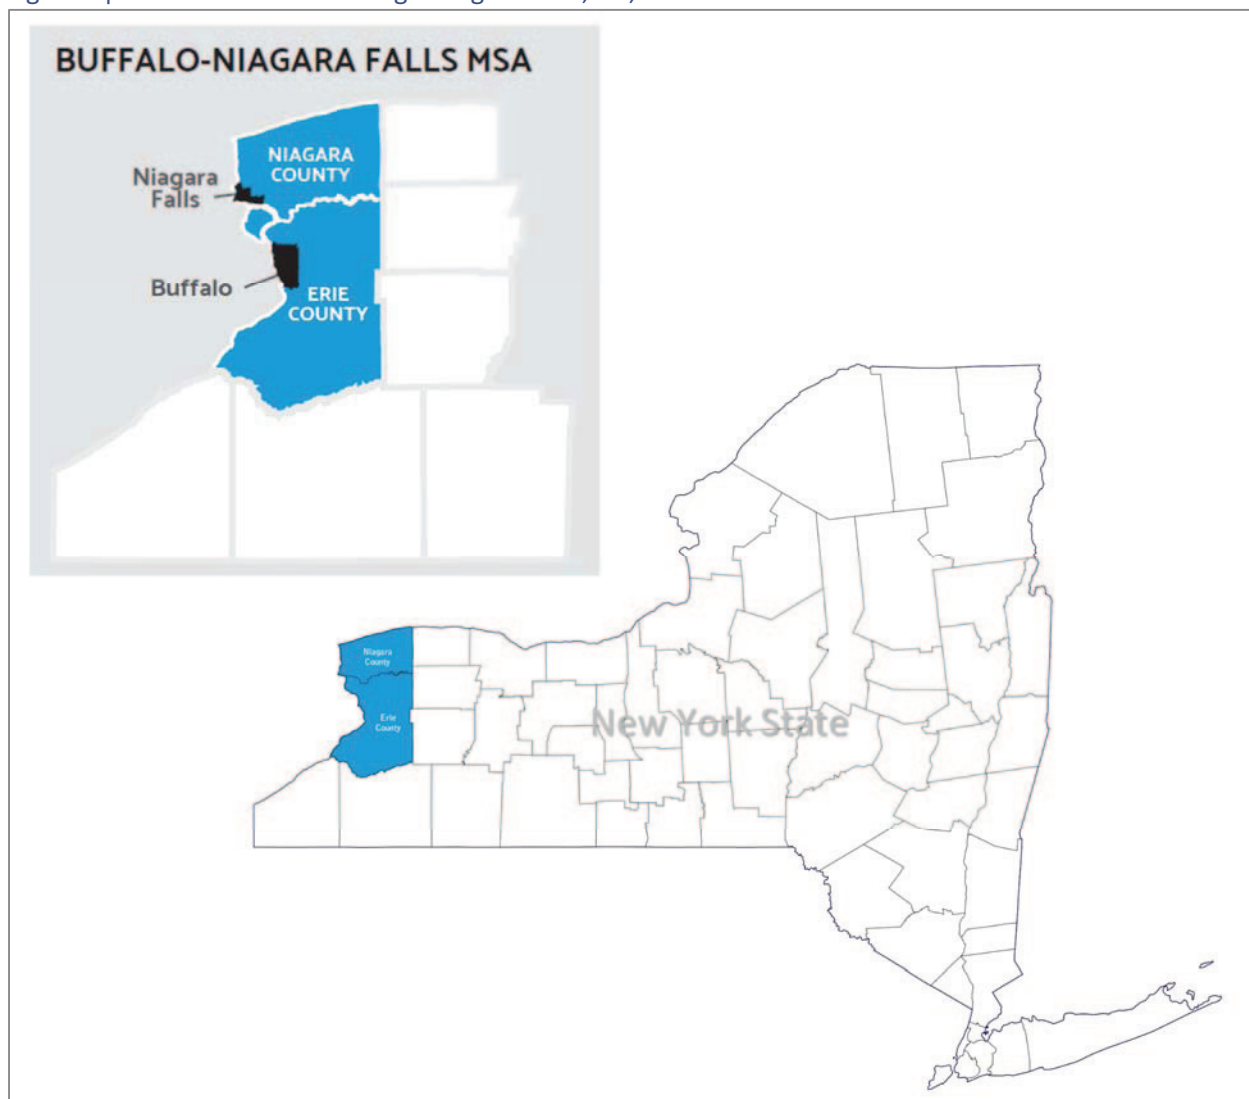 BUFFALO-NIAGARA FALLS MSA
NIAGARA
COUNTY
Niagara
Falls
Buffalo
ERIE
COUNTY
Niagara
County
Erie
County
New York State